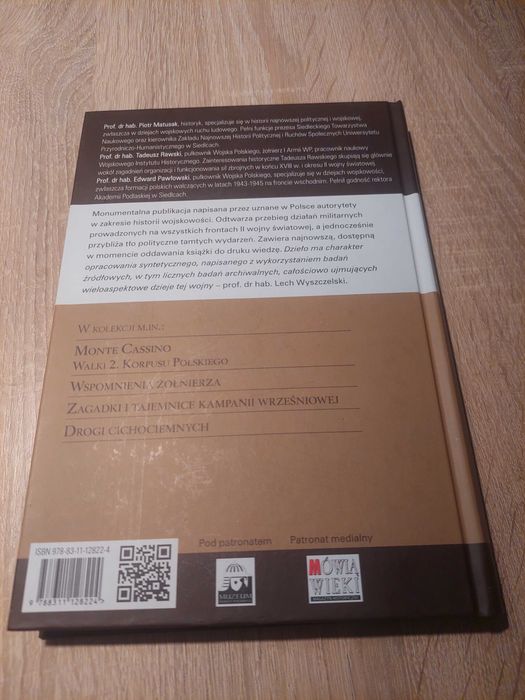 Prof. dr hab. Piotr Matusak, historyk, specjalizuje się w historii najnowszej politycznej i wojskowej,
zwłaszcza w dziejach wojskowych ruchu ludowego. Pełni funkcje prezesa Siedleckiego Towarzystwa
Naukowego oraz kierownika Zakładu Najnowszej Historii Politycznej i Ruchów Społecznych Uniwersytetu
Przyrodniczo-Humanistycznego w Siedlcach.
Prof. dr hab. Tadeusz Rawski, pułkownik Wojska Polskiego, żołnierz I Armii WP, pracownik naukowy
Wojskowego Instytutu Historycznego. Zainteresowania historyczne Tadeusza Rawskiego skupiają się głównie
wokół zagadnień organizacji i funkcjonowania sił zbrojnych w końcu XVIII w. i okresu II wojny światowej.
Prof. dr hab. Edward Pawłowski, pułkownik Wojska Polskiego, specjalizuje się w dziejach wojskowości,
zwłaszcza formacji polskich walczących w latach 1943-1945 na froncie wschodnim. Pełnił godność rektora
Akademii Podlaskiej w Siedlcach.
Monumentalna publikacja napisana przez uznane w Polsce autorytety
w zakresie historii wojskowości. Odtwarza przebieg działań militarnych
prowadzonych na wszystkich frontach II wojny światowej, a jednocześnie
przybliża tło polityczne tamtych wydarzeń. Zawiera najnowszą, dostępną
w momencie oddawania książki do druku wiedzę. Dzieło ma charakter
opracowania syntetycznego, napisanego z wykorzystaniem badań
źródłowych, w tym licznych badań archiwalnych, całościowo ujmujących
wieloaspektowe dzieje tej wojny – prof. dr hab. Lech Wyszczelski.
W KOLEKCJI M.IN.:
MONTE CASSINO
WALKI 2. KORPUSU POLSKIEGO
WSPOMNIENIA ŻOŁNIERZA
ZAGADKI I TAJEMNICE KAMPANII WRZEŚNIOWEJ
DROGI CICHOCIEMNYCH
Pod patronatem
Patronat medialny
ISBN 978-83-11-12822-4
9 788311 128224 >
MUZEUM
MÓWIĄ
WIEKI